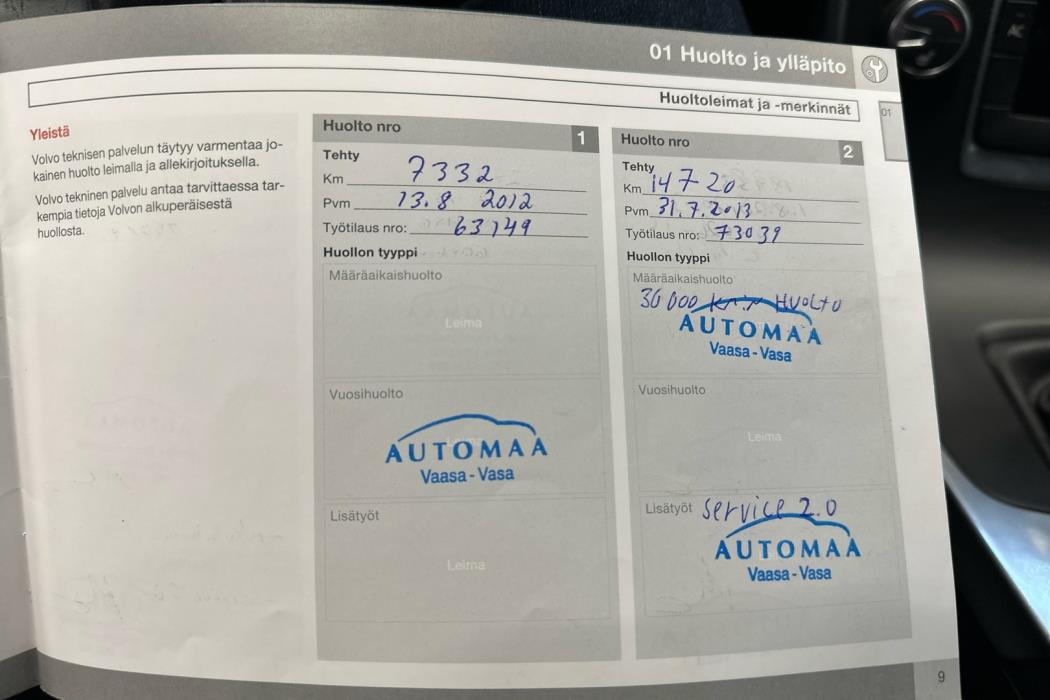 01 Huolto ja ylläpito
Huoltoleimat ja -merkinnät
01
Yleistä
Volvo teknisen palvelun täytyy varmentaa jo-
kainen huolto leimalla ja allekirjoituksella.
Volvo tekninen palvelu antaa tarvittaessa tar-
kempia tietoja Volvon alkuperäisestä
huollosta.
Huolto nro 1
Tehty
Km 7332
Pvm 13.8 2012
Työtilaus nro: 63149
Huollon tyyppi
Määräaikaishuolto
Leima
Vuosihuolto
AUTOMAA
Vaasa-Vasa
Lisätyöt
Leima
Huolto nro 2
Tehty
Km 14720
Pvm 31.7.2013
Työtilaus nro: 73039
Huollon tyyppi
Määräaikaishuolto
30 000 km:n HUOLTO
AUTOMAA
Vaasa-Vasa
Vuosihuolto
Leima
Lisätyöt service 2.0
AUTOMAA
Vaasa-Vasa
9